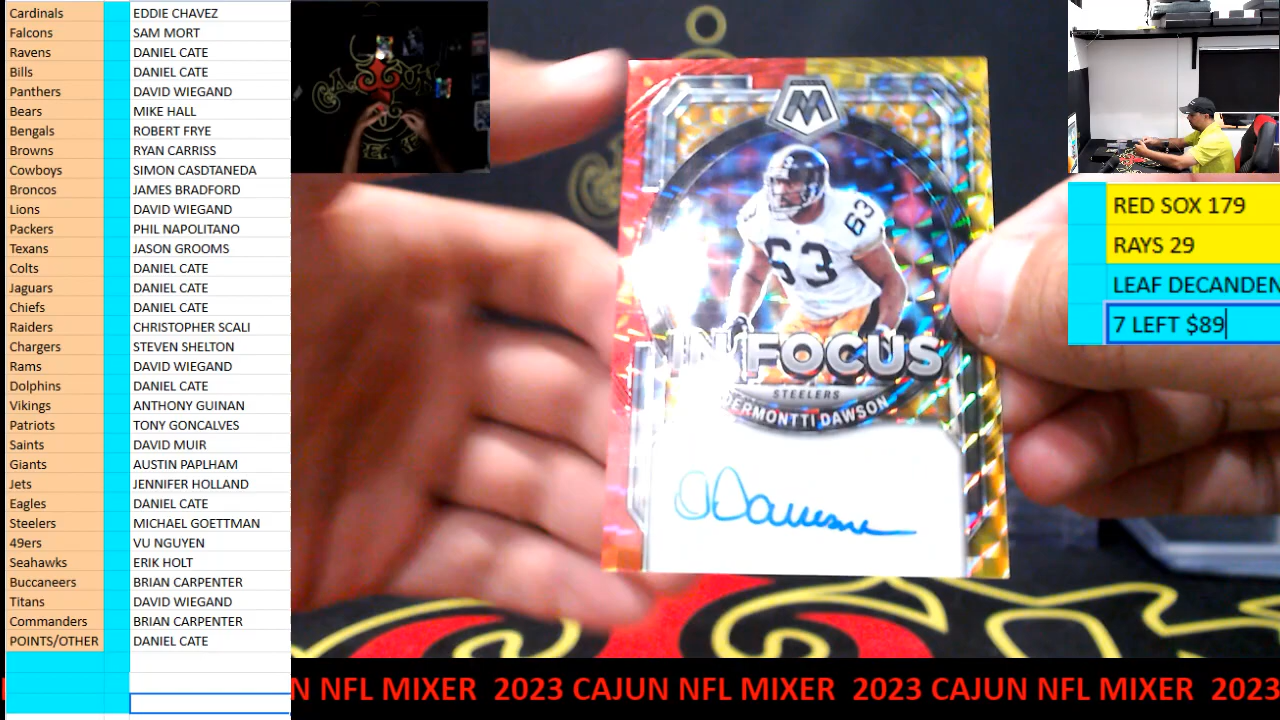 Cardinals EDDIE CHAVEZ
Falcons SAM MORT
Ravens DANIEL CATE
Bills DANIEL CATE
Panthers DAVID WIEGAND
Bears MIKE HALL
Bengals ROBERT FRYE
Browns RYAN CARRISS
Cowboys SIMON CASDTANEDA
Broncos JAMES BRADFORD
Lions DAVID WIEGAND
Packers PHIL NAPOLITANO
Texans JASON GROOMS
Colts DANIEL CATE
Jaguars DANIEL CATE
Chiefs DANIEL CATE
Raiders CHRISTOPHER SCALI
Chargers STEVEN SHELTON
Rams DAVID WIEGAND
Dolphins DANIEL CATE
Vikings ANTHONY GUINAN
Patriots TONY GONCALVES
Saints DAVID MUIR
Giants AUSTIN PAPLHAM
Jets JENNIFER HOLLAND
Eagles DANIEL CATE
Steelers MICHAEL GOETTMAN
49ers VU NGUYEN
Seahawks ERIK HOLT
Buccaneers BRIAN CARPENTER
Titans DAVID WIEGAND
Commanders BRIAN CARPENTER
POINTS/OTHER DANIEL CATE
M
63
63
IN FOCUS
STEELERS
DERMONTTI DAWSON
D Dawson
RED SOX 179
RAYS 29
LEAF DECANDEN
7 LEFT $89
N NFL MIXER 2023 CAJUN NFL MIXER 2023 CAJUN NFL MIXER 2023